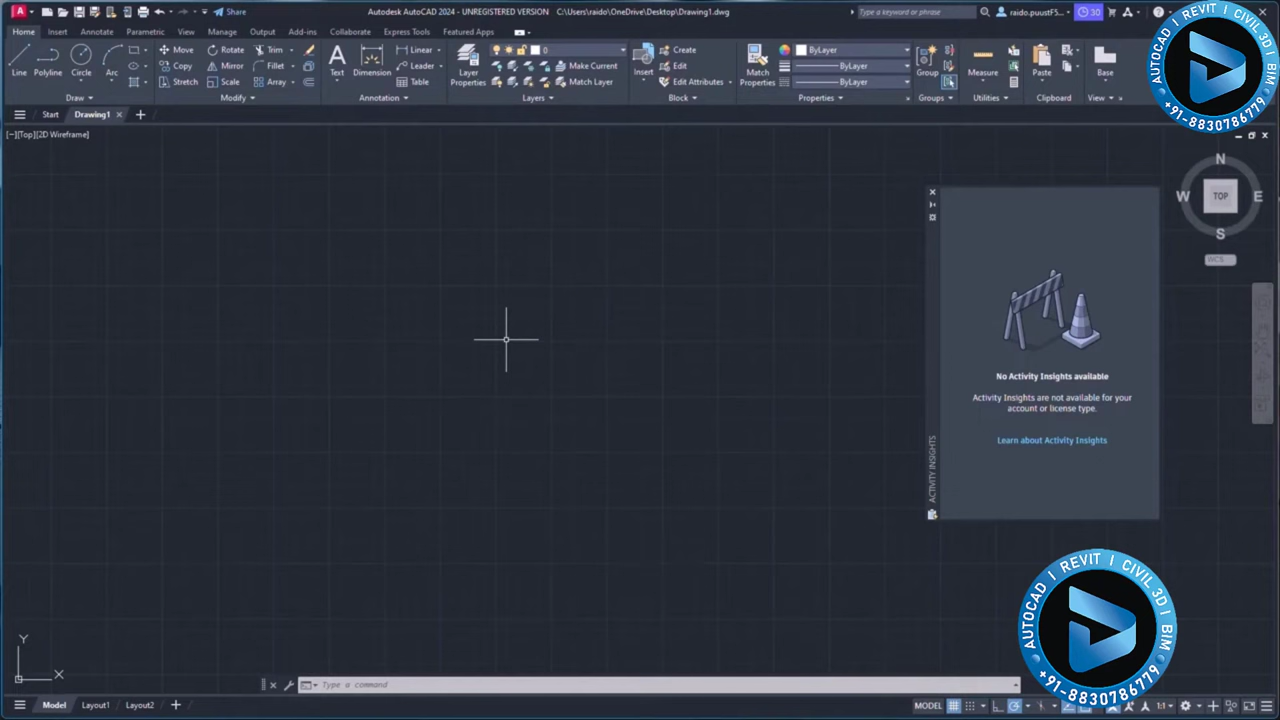 Share
Autodesk AutoCAD 2024 - UNREGISTERED VERSION C:\Users\raido\OneDrive\Desktop\Drawing1.dwg
Type a keyword or phrase
raido.puustF5...
30
Home Insert Annotate Parametric View Manage Output Add-ins Collaborate Express Tools Featured Apps
Line
Polyline
Circle
Arc
Move
Rotate
Trim
Copy
Mirror
Fillet
Stretch
Scale
Array
Text
Dimension
Linear
Leader
Table
Layer
Properties
0
Make Current
Match Layer
Insert
Create
Edit
Edit Attributes
Match
Properties
ByLayer
ByLayer
ByLayer
Group
Measure
Paste
Base
Draw Modify Annotation Layers Block Properties Groups Utilities Clipboard View
Start
Drawing1
[−][Top][2D Wireframe]
AUTOCAD I REVIT I CIVIL 3D I BIM
+91-8830786779
N
W
TOP
E
S
WCS
No Activity Insights available
Activity Insights are not available for your
account or license type.
Learn about Activity Insights
ACTIVITY INSIGHTS
AUTOCAD I REVIT I CIVIL 3D I BIM
+91-8830786779
Y
X
Type a command
Model Layout1 Layout2
MODEL
1:1